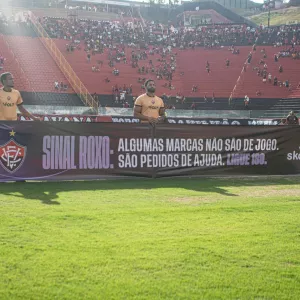 SINAL ROXO. ALGUMAS MARCAS NÃO SÃO DE JOGO.
SÃO PEDIDOS DE AJUDA. LIGUE 180.